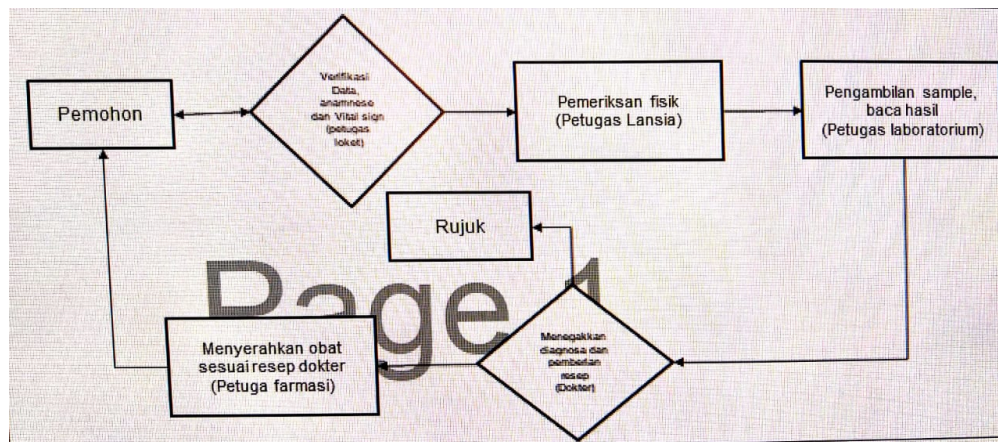 Pemohon
Verifikasi
Data,
anamnese
dan Vital sign
(petugas
loket)
Pemeriksan fisik
(Petugas Lansia)
Pengambilan sample,
baca hasil
(Petugas laboratorium)
Rujuk
Page 1
Menegakkan
diagnosa dan
pemberian
resep
(Dokter)
Menyerahkan obat
sesuai resep dokter
(Petuga farmasi)